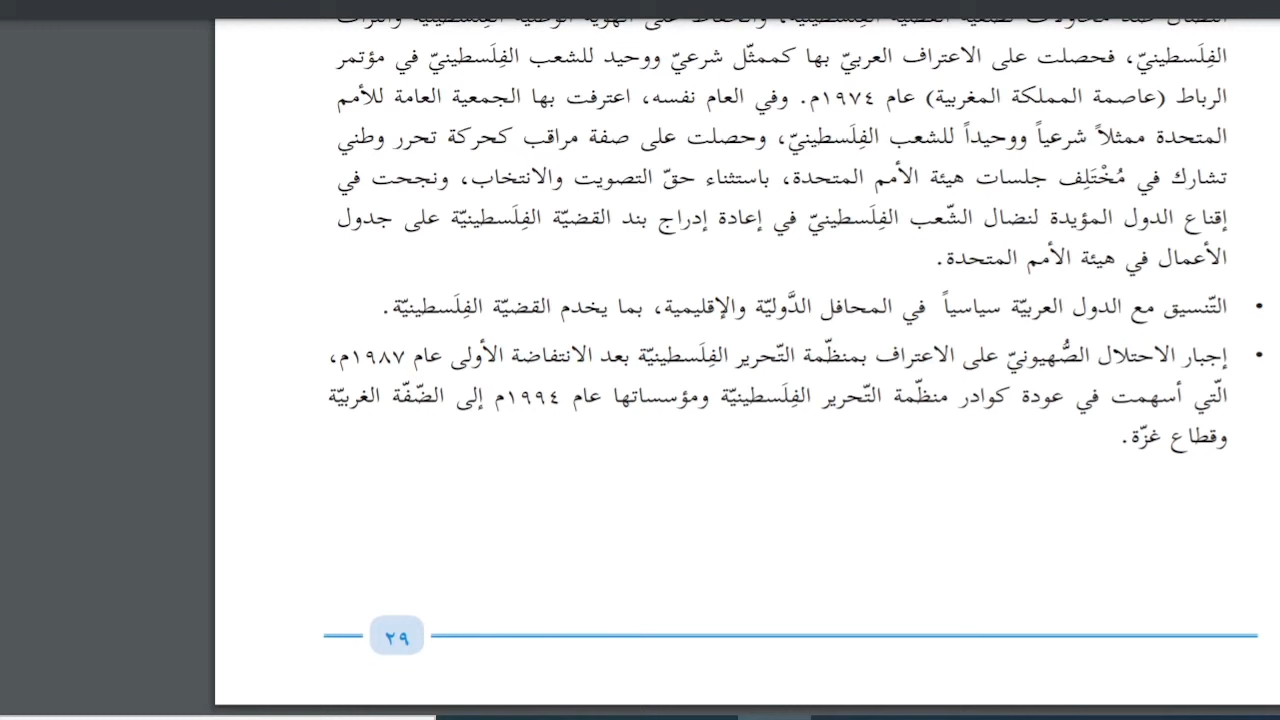 الفِلَسطينيّ، فحصلت على الاعتراف العربيّ بها كممثّل شرعيّ ووحيد للشعب الفِلَسطينيّ في مؤتمر
الرباط (عاصمة المملكة المغربية) عام ١٩٧٤م. وفي العام نفسه، اعترفت بها الجمعية العامة للأمم
المتحدة ممثلاً شرعياً ووحيداً للشعب الفِلَسطينيّ، وحصلت على صفة مراقب كحركة تحرر وطني
تشارك في مُخْتَلِف جلسات هيئة الأمم المتحدة، باستثناء حقّ التصويت والانتخاب، ونجحت في
إقناع الدول المؤيدة لنضال الشّعب الفِلَسطينيّ في إعادة إدراج بند القضيّة الفِلَسطينيّة على جدول
الأعمال في هيئة الأمم المتحدة.
• التّنسيق مع الدول العربيّة سياسياً في المحافل الدَّوليّة والإقليمية، بما يخدم القضيّة الفِلَسطينيّة.
• إجبار الاحتلال الصُّهيونيّ على الاعتراف بمنظّمة التّحرير الفِلَسطينيّة بعد الانتفاضة الأولى عام ١٩٨٧م،
الّتي أسهمت في عودة كوادر منظّمة التّحرير الفِلَسطينيّة ومؤسساتها عام ١٩٩٤م إلى الضّفّة الغربيّة
وقطاع غزّة.
٢٩